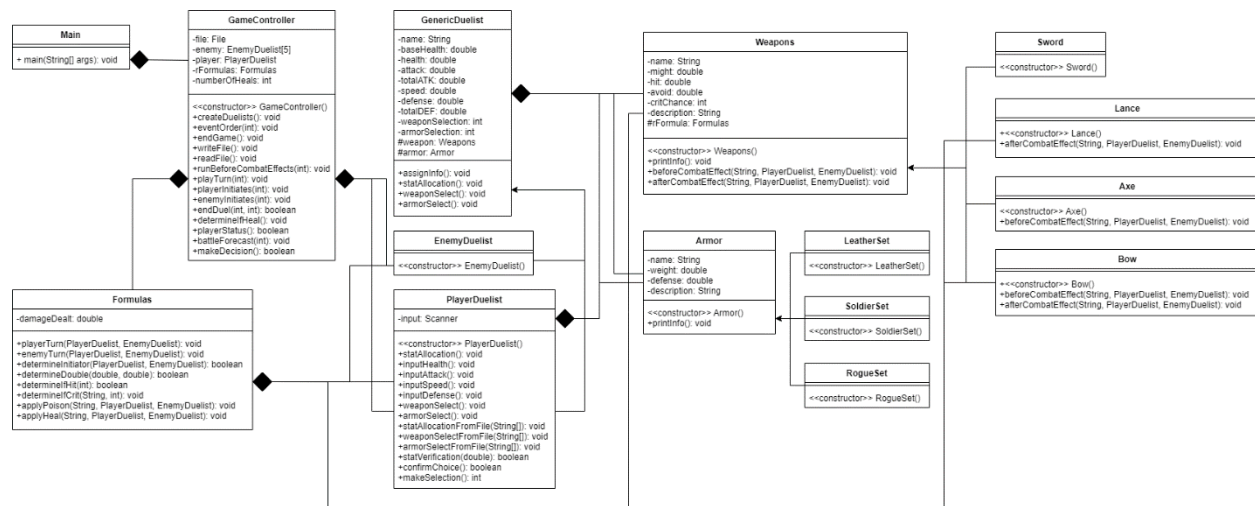 Main
+ main(String[] args): void
GameController
-file: File
-enemy: EnemyDuelist[5]
-player: PlayerDuelist
-rFormulas: Formulas
-numberOfHeals: int
<<constructor>> GameController()
+createDuelists(): void
+eventOrder(int): void
+endGame(): void
+writeFile(): void
+readFile(): void
+runBeforeCombatEffects(int): void
+playTurn(int): void
+playerInitiates(int): void
+enemyInitiates(int): void
+endDuel(int, int): boolean
+determineIfHeal(): void
+playerStatus(): boolean
+battleForecast(int): void
+makeDecision(): boolean
Formulas
-damageDealt: double
+playerTurn(PlayerDuelist, EnemyDuelist): void
+enemyTurn(PlayerDuelist, EnemyDuelist): void
+determineInitiator(PlayerDuelist, EnemyDuelist): boolean
+determineDouble(double, double): boolean
+determineIfHit(int): boolean
+determineIfCrit(String, int): void
+applyPoison(String, PlayerDuelist, EnemyDuelist): void
+applyHeal(String, PlayerDuelist, EnemyDuelist): void
GenericDuelist
-name: String
-baseHealth: double
-health: double
-attack: double
-totalATK: double
-speed: double
-defense: double
-totalDEF: double
-weaponSelection: int
-armorSelection: int
#weapon: Weapons
#armor: Armor
+assignInfo(): void
+statAllocation(): void
+weaponSelect(): void
+armorSelect(): void
EnemyDuelist
<<constructor>> EnemyDuelist()
PlayerDuelist
-input: Scanner
<<constructor>> PlayerDuelist()
+statAllocation(): void
+inputHealth(): void
+inputAttack(): void
+inputSpeed(): void
+inputDefense(): void
+weaponSelect(): void
+armorSelect(): void
+statAllocationFromFile(String[]): void
+weaponSelectFromFile(String[]): void
+armorSelectFromFile(String[]): void
+statVerification(double): boolean
+confirmChoice(): boolean
+makeSelection(): int
Weapons
-name: String
-might: double
-hit: double
-avoid: double
-critChance: int
-description: String
#rFormula: Formulas
<<constructor>> Weapons()
+printInfo(): void
+beforeCombatEffect(String, PlayerDuelist, EnemyDuelist): void
+afterCombatEffect(String, PlayerDuelist, EnemyDuelist): void
Armor
-name: String
-weight: double
-defense: double
-description: String
<<constructor>> Armor()
+printInfo(): void
LeatherSet
<<constructor>> LeatherSet()
SoldierSet
<<constructor>> SoldierSet()
RogueSet
<<constructor>> RogueSet()
Sword
<<constructor>> Sword()
Lance
+<<constructor>> Lance()
+afterCombatEffect(String, PlayerDuelist, EnemyDuelist): void
Axe
<<constructor>> Axe()
+beforeCombatEffect(String, PlayerDuelist, EnemyDuelist): void
Bow
+<<constructor>> Bow()
+beforeCombatEffect(String, PlayerDuelist, EnemyDuelist): void
+afterCombatEffect(String, PlayerDuelist, EnemyDuelist): void